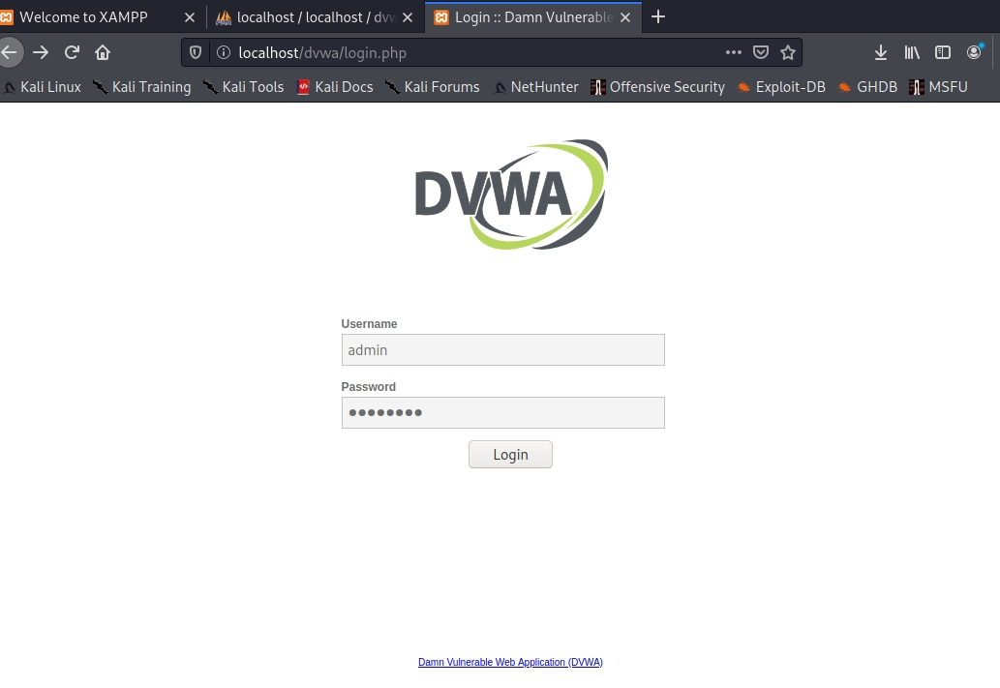 Welcome to XAMPP
localhost / localhost / dvw
Login :: Damn Vulnerable
localhost/dvwa/login.php
Kali Linux Kali Training Kali Tools Kali Docs Kali Forums NetHunter Offensive Security Exploit-DB GHDB MSFU
DVWA
Username
admin
Password
Login
Damn Vulnerable Web Application (DVWA)